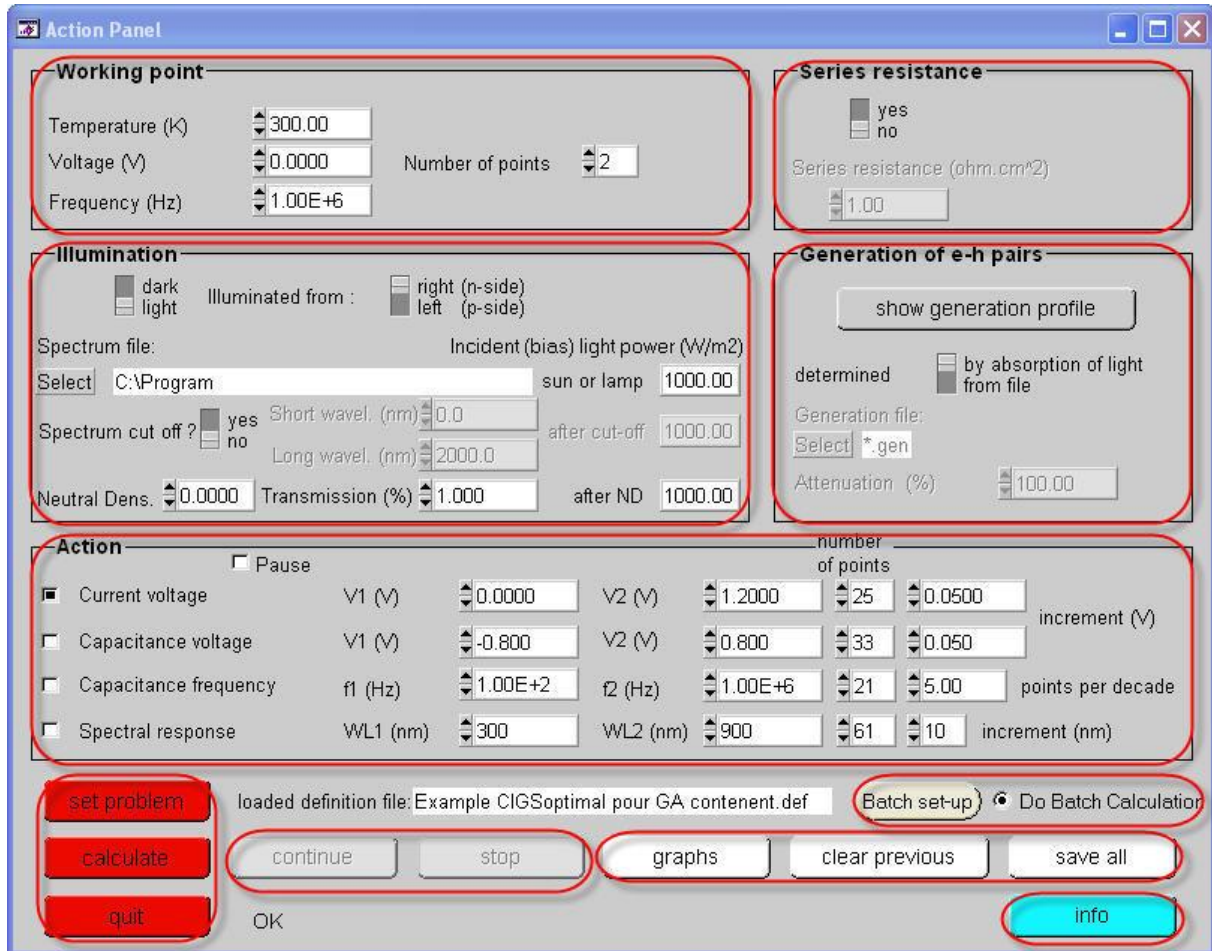 Action Panel
Working point
Temperature (K) 300.00
Voltage (V) 0.0000 Number of points 2
Frequency (Hz) 1.00E+6
Series resistance
yes
no
Series resistance (ohm.cm^2)
1.00
Illumination
dark
light
Illuminated from :
right (n-side)
left (p-side)
Spectrum file: Incident (bias) light power (W/m2)
Select C:\Program sun or lamp 1000.00
Spectrum cut off ? yes
no
Short wavel. (nm) 0.0
Long wavel. (nm) 2000.0
after cut-off 1000.00
Neutral Dens. 0.0000 Transmission (%) 1.000 after ND 1000.00
Generation of e-h pairs
show generation profile
determined by absorption of light
from file
Generation file:
Select *.gen
Attenuation (%) 100.00
Action
Pause
number
of points
Current voltage V1 (V) 0.0000 V2 (V) 1.2000 25 0.0500
increment (V)
Capacitance voltage V1 (V) -0.800 V2 (V) 0.800 33 0.050
Capacitance frequency f1 (Hz) 1.00E+2 f2 (Hz) 1.00E+6 21 5.00 points per decade
Spectral response WL1 (nm) 300 WL2 (nm) 900 61 10 increment (nm)
set problem loaded definition file: Example CIGSoptimal pour GA contenent.def Batch set-up Do Batch Calculation
calculate continue stop graphs clear previous save all
quit OK info